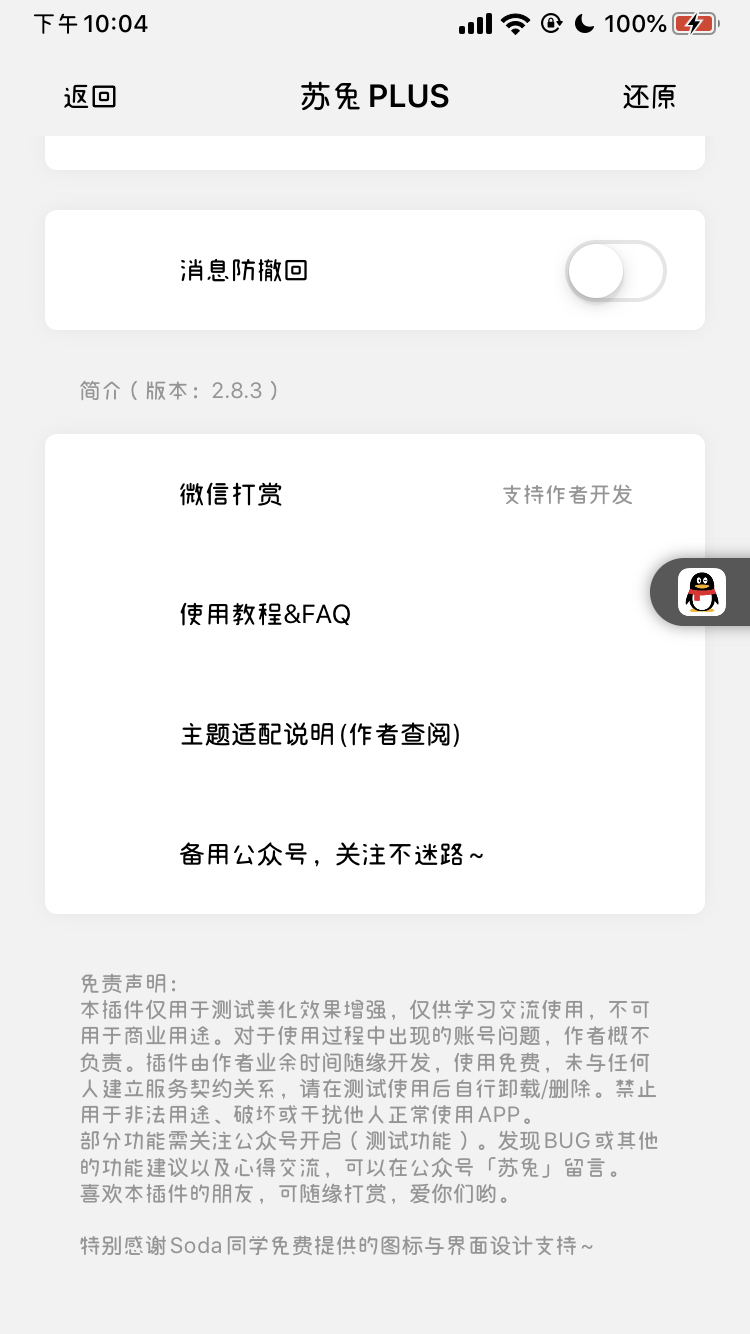 下午10:04
100%
返回
苏兔 PLUS
还原
消息防撤回
简介（版本：2.8.3）
微信打赏
支持作者开发
使用教程&FAQ
主题适配说明(作者查阅)
备用公众号，关注不迷路~
免责声明：
本插件仅用于测试美化效果增强，仅供学习交流使用，不可
用于商业用途。对于使用过程中出现的账号问题，作者概不
负责。插件由作者业余时间随缘开发，使用免费，未与任何
人建立服务契约关系，请在测试使用后自行卸载/删除。禁止
用于非法用途、破坏或干扰他人正常使用APP。
部分功能需关注公众号开启（测试功能）。发现BUG或其他
的功能建议以及心得交流，可以在公众号「苏兔」留言。
喜欢本插件的朋友，可随缘打赏，爱你们哟。
特别感谢Soda同学免费提供的图标与界面设计支持~